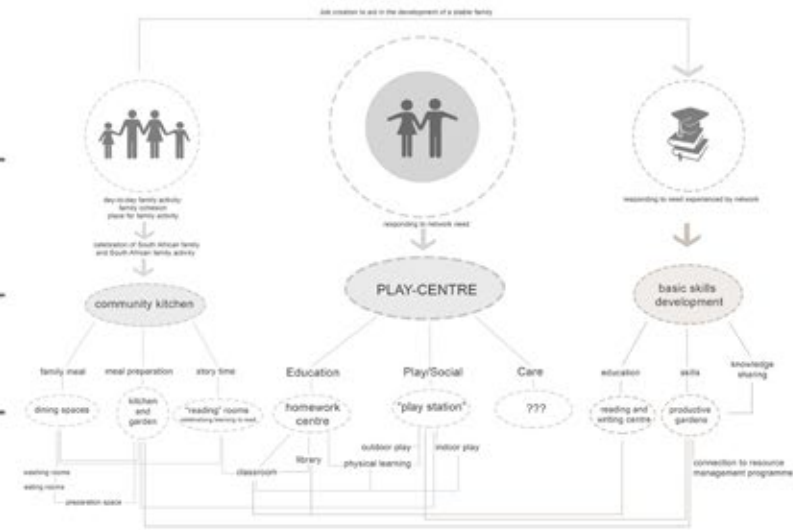 Job creation to aid in the development of a stable family
day-to-day family activity
family cohesion
place for family activity
celebration of South African family
and South African family activity
responding to network need
responding to need experienced by network
community kitchen
PLAY-CENTRE
basic skills
development
family meal
meal preparation
story time
Education
Play/Social
Care
education
skills
knowledge
sharing
dining spaces
kitchen
and
garden
"reading" rooms
celebrating learning to read
homework
centre
"play station"
???
reading and
writing centre
productive
gardens
outdoor play
indoor play
library
physical learning
classroom
washing rooms
eating rooms
preparation space
connection to resource
management programme